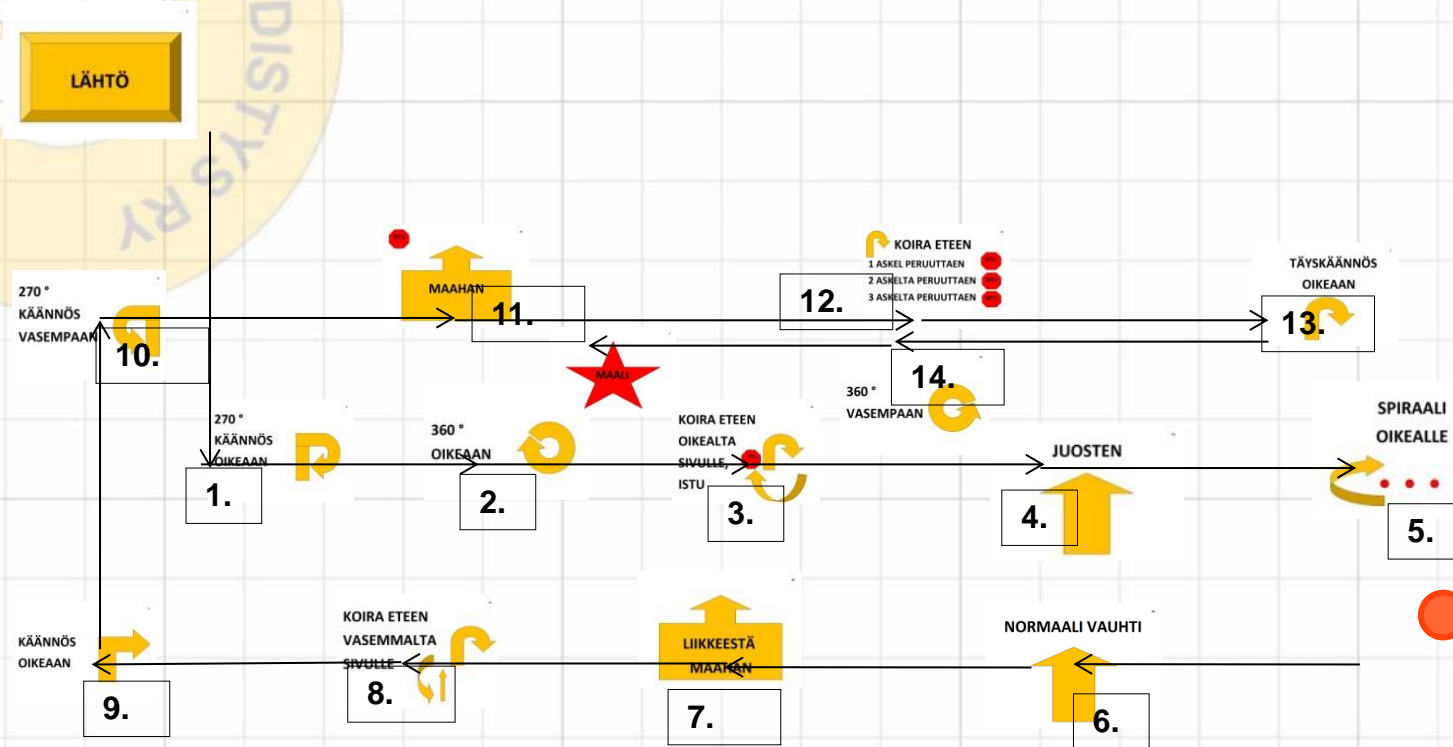 LÄHTÖ
DISTYS RY
270 °
KÄÄNNÖS
VASEMPAAN
10.
MAAHAN
11.
12.
KOIRA ETEEN
1 ASKEL PERUUTTAEN
2 ASKELTA PERUUTTAEN
3 ASKELTA PERUUTTAEN
TÄYSKÄÄNNÖS
OIKEAAN
13.
MAALI
14.
360 °
VASEMPAAN
270 °
KÄÄNNÖS
OIKEAAN
1.
360 °
OIKEAAN
2.
KOIRA ETEEN
OIKEALTA
SIVULLE,
ISTU
3.
JUOSTEN
4.
SPIRAALI
OIKEALLE
5.
KÄÄNNÖS
OIKEAAN
9.
KOIRA ETEEN
VASEMMALTA
SIVULLE
8.
LIIKKEESTÄ
MAAHAN
7.
NORMAALI VAUHTI
6.